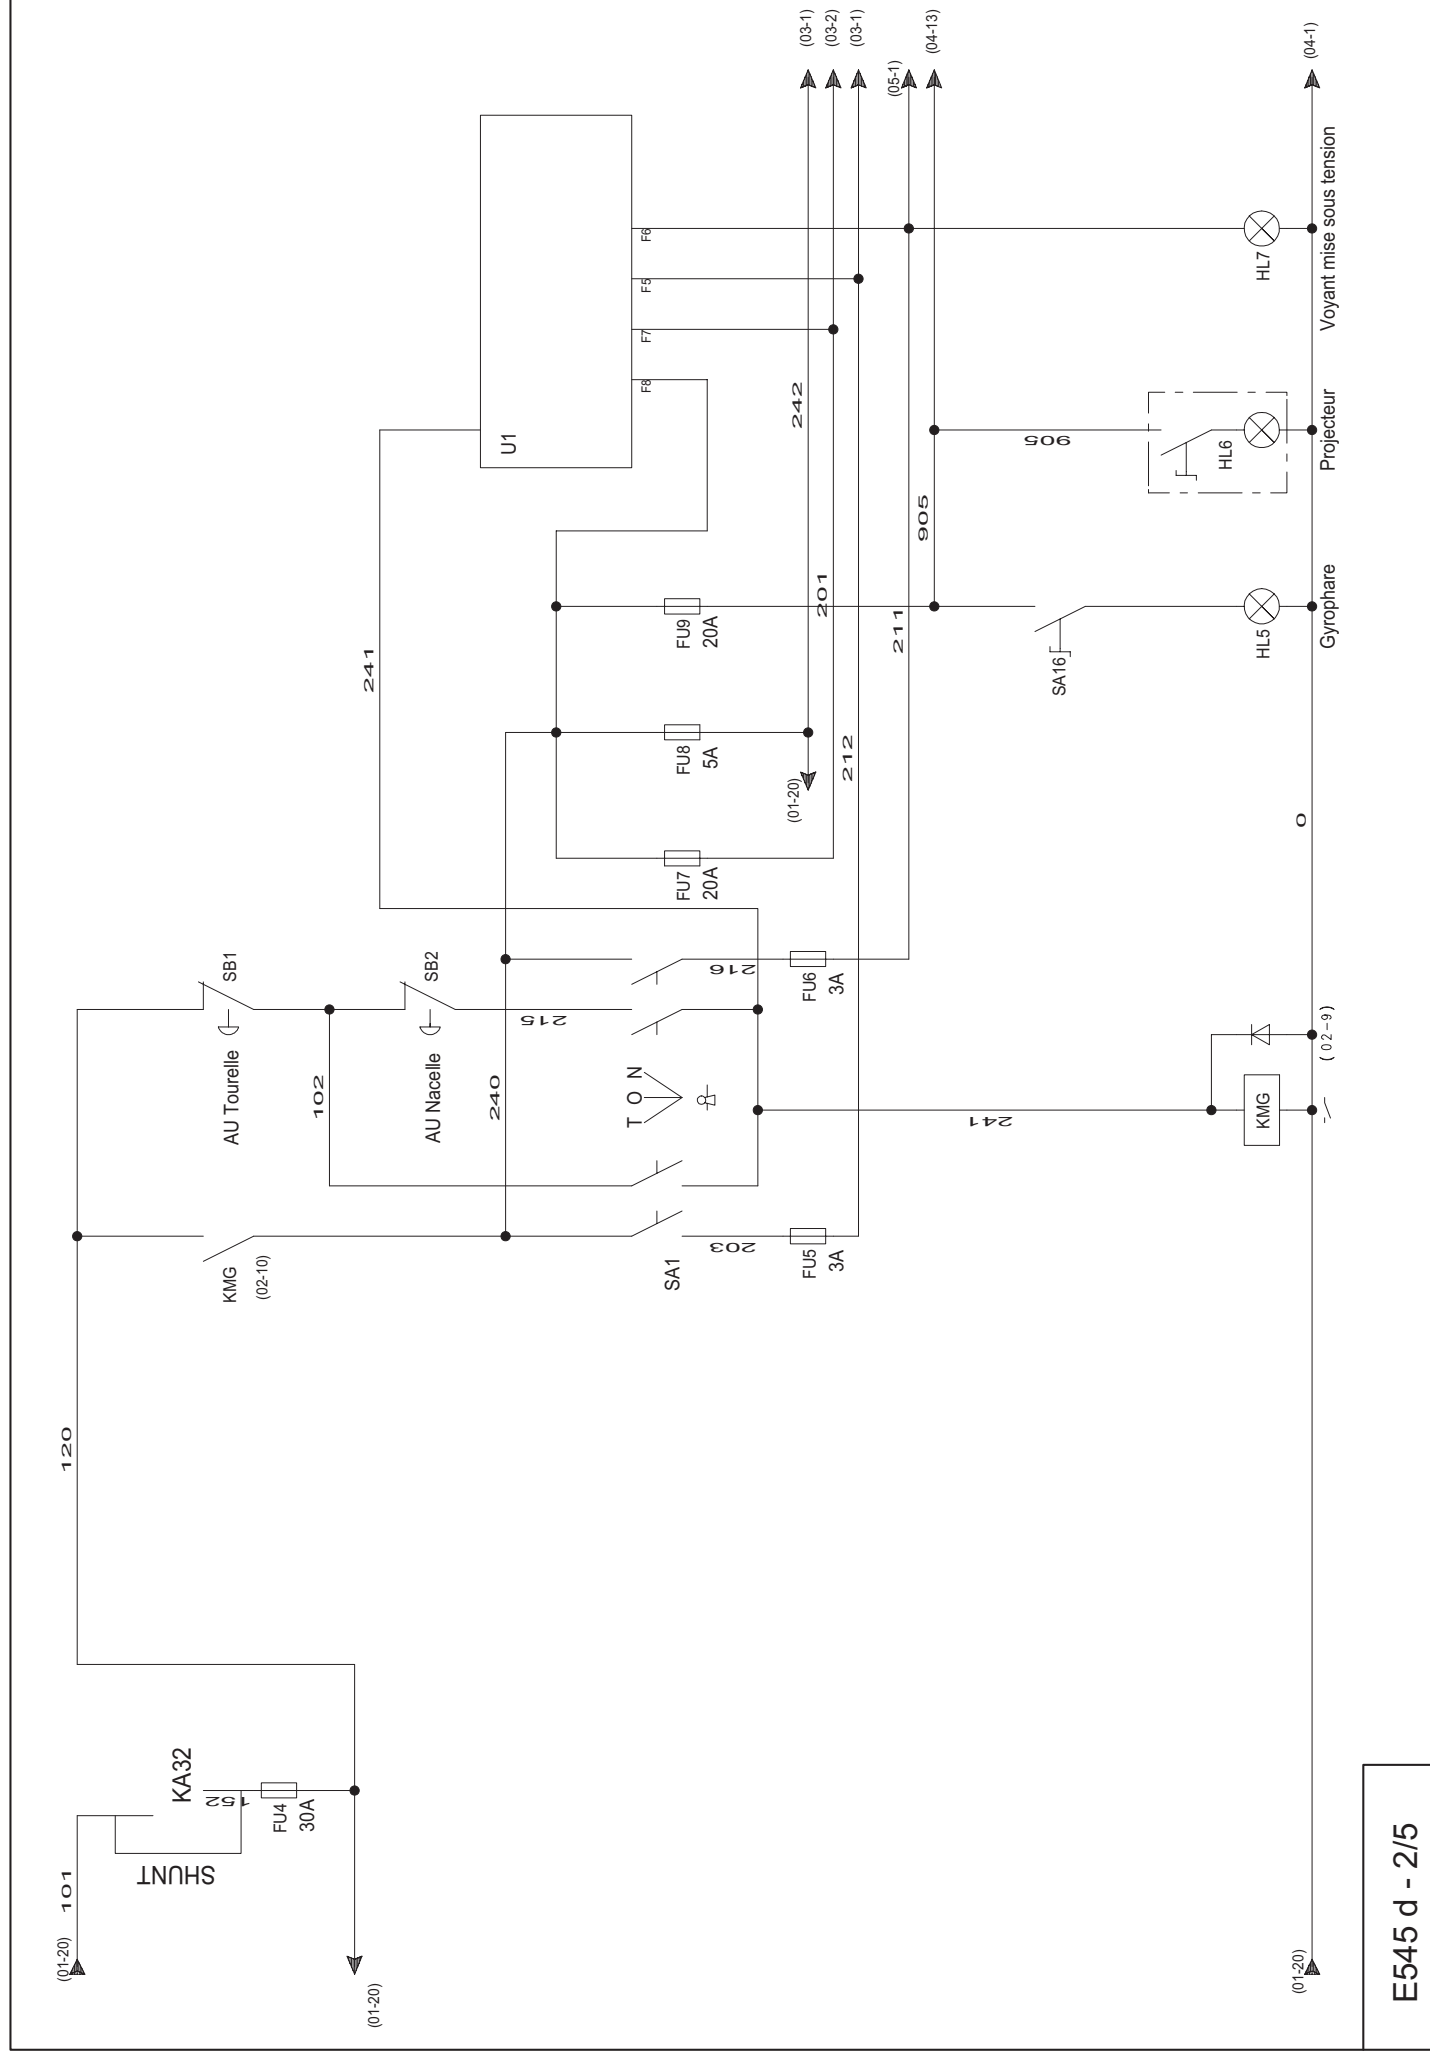 (01-20)
101
SHUNT
KA32
152
FU4
30A
(01-20)
120
KMG
(02-10)
SB1
AU Tourelle
102
SB2
AU Nacelle
215
240
SA1
T O N
203
FU5
3A
216
FU6
3A
241
241
KMG
( 02-9)
U1
F8
F7
F5
F6
FU7
20A
FU8
5A
FU9
20A
(01-20)
242
201
212
211
905
905
(03-1)
(03-2)
(03-1)
(05-1)
(04-13)
SA16
HL5
Gyrophare
HL6
Projecteur
HL7
Voyant mise sous tension
(01-20)
0
(04-1)
E545 d - 2/5